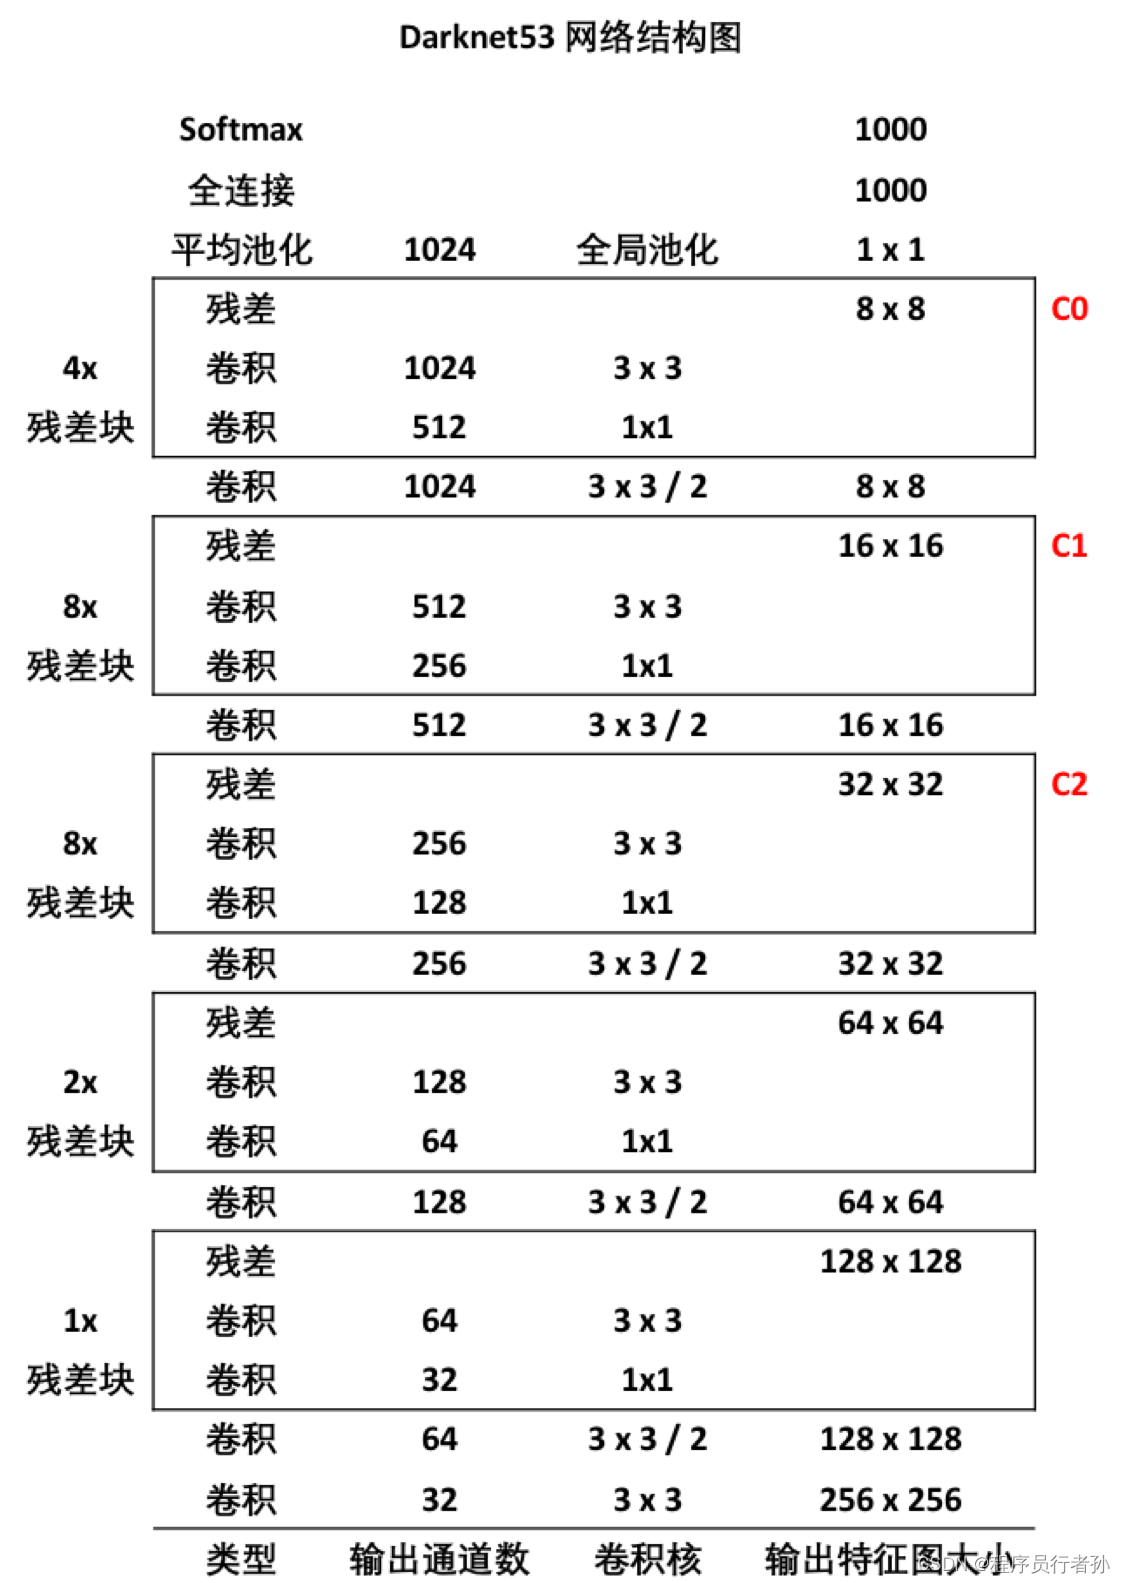 Darknet53 网络结构图
Softmax 1000
全连接 1000
平均池化 1024 全局池化 1 x 1
残差 8 x 8 C0
4x 卷积 1024 3 x 3
残差块 卷积 512 1x1
卷积 1024 3 x 3 / 2 8 x 8
残差 16 x 16 C1
8x 卷积 512 3 x 3
残差块 卷积 256 1x1
卷积 512 3 x 3 / 2 16 x 16
残差 32 x 32 C2
8x 卷积 256 3 x 3
残差块 卷积 128 1x1
卷积 256 3 x 3 / 2 32 x 32
残差 64 x 64
2x 卷积 128 3 x 3
残差块 卷积 64 1x1
卷积 128 3 x 3 / 2 64 x 64
残差 128 x 128
1x 卷积 64 3 x 3
残差块 卷积 32 1x1
卷积 64 3 x 3 / 2 128 x 128
卷积 32 3 x 3 256 x 256
类型 输出通道数 卷积核 输出特征图大小
CSDN @程序员行者孙